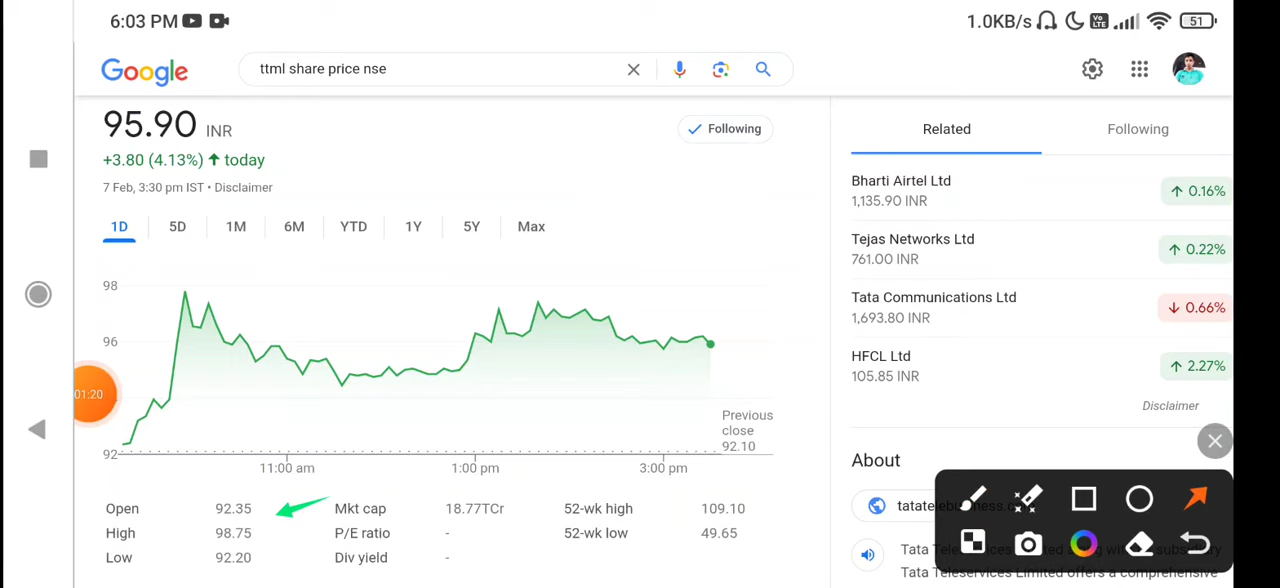 6:03 PM
1.0KB/s
Vo LTE
51
Google
ttml share price nse
95.90 INR
Following
+3.80 (4.13%) today
7 Feb, 3:30 pm IST • Disclaimer
1D 5D 1M 6M YTD 1Y 5Y Max
98
96
92
01:20
Previous
close
92.10
11:00 am 1:00 pm 3:00 pm
Open 92.35 Mkt cap 18.77TCr 52-wk high 109.10
High 98.75 P/E ratio - 52-wk low 49.65
Low 92.20 Div yield -
Related Following
Bharti Airtel Ltd
1,135.90 INR
0.16%
Tejas Networks Ltd
761.00 INR
0.22%
Tata Communications Ltd
1,693.80 INR
0.66%
HFCL Ltd
105.85 INR
2.27%
Disclaimer
About
Tata
Tata Teleservices Limited offers a comprehensive